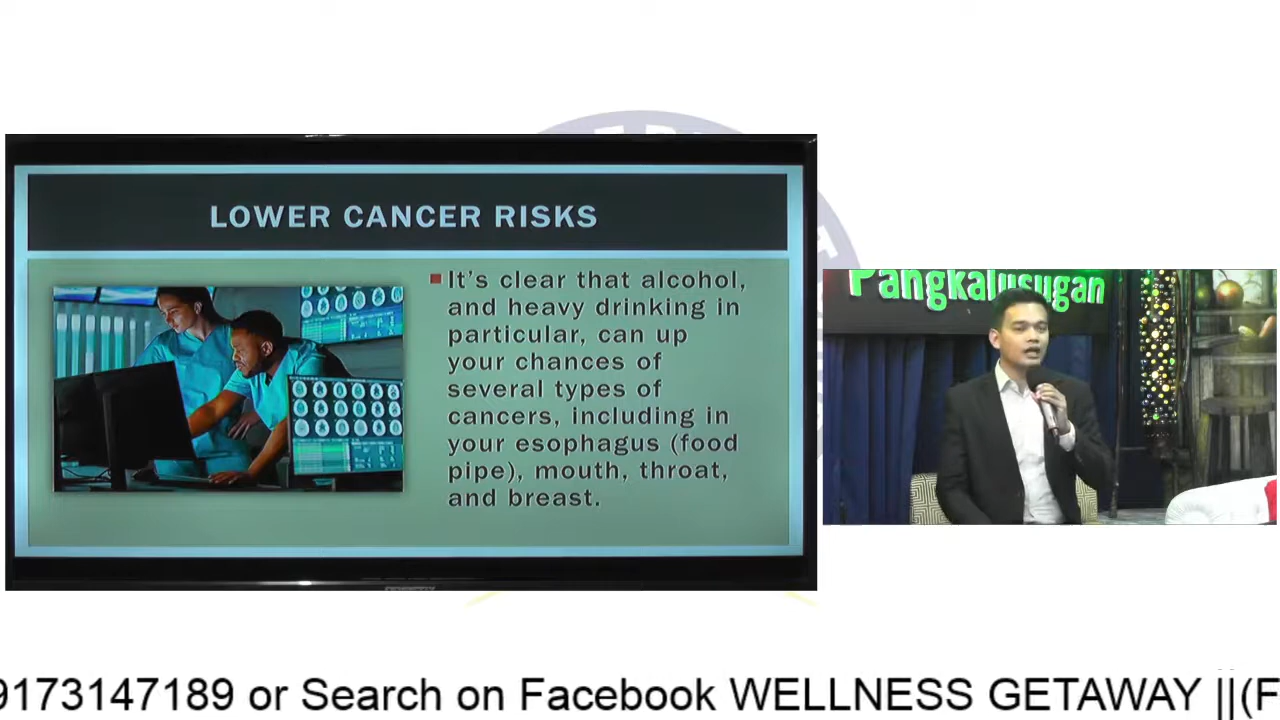 LOWER CANCER RISKS
It's clear that alcohol,
and heavy drinking in
particular, can up
your chances of
several types of
cancers, including in
your esophagus (food
pipe), mouth, throat,
and breast.
Pangkalusugan
9173147189 or Search on Facebook WELLNESS GETAWAY ||(F